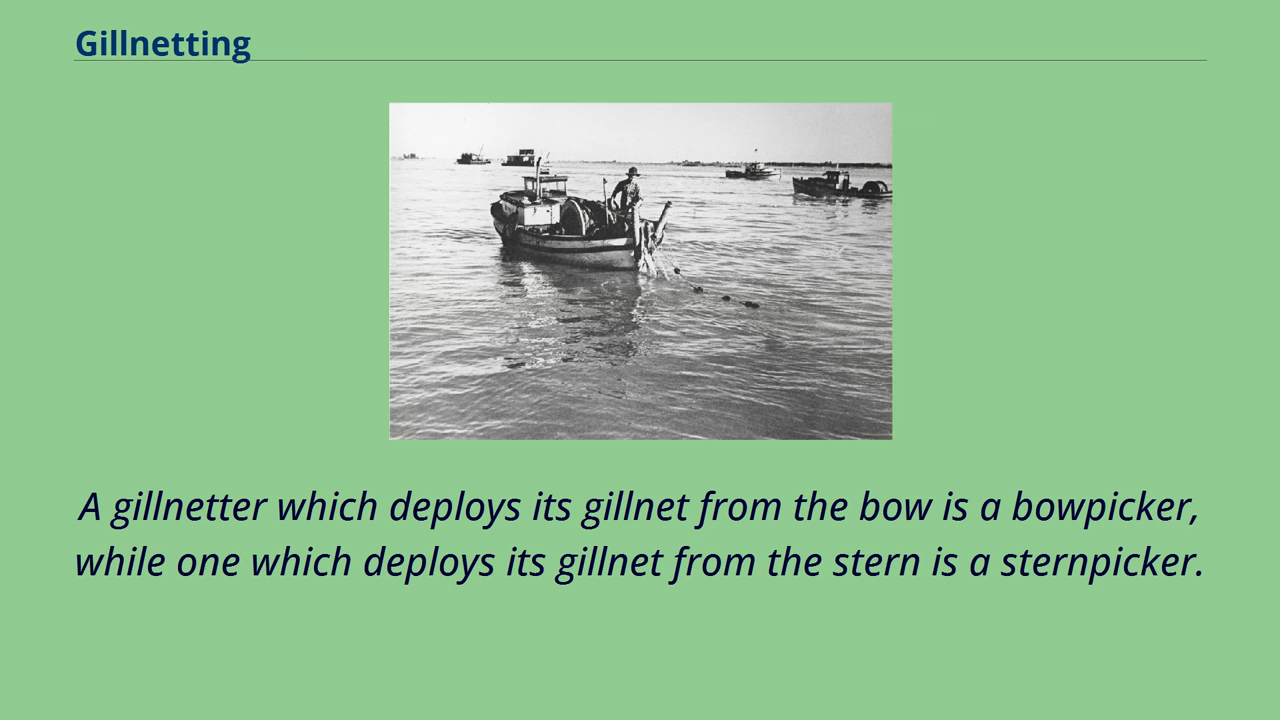 Gillnetting
A gillnetter which deploys its gillnet from the bow is a bowpicker,
while one which deploys its gillnet from the stern is a sternpicker.